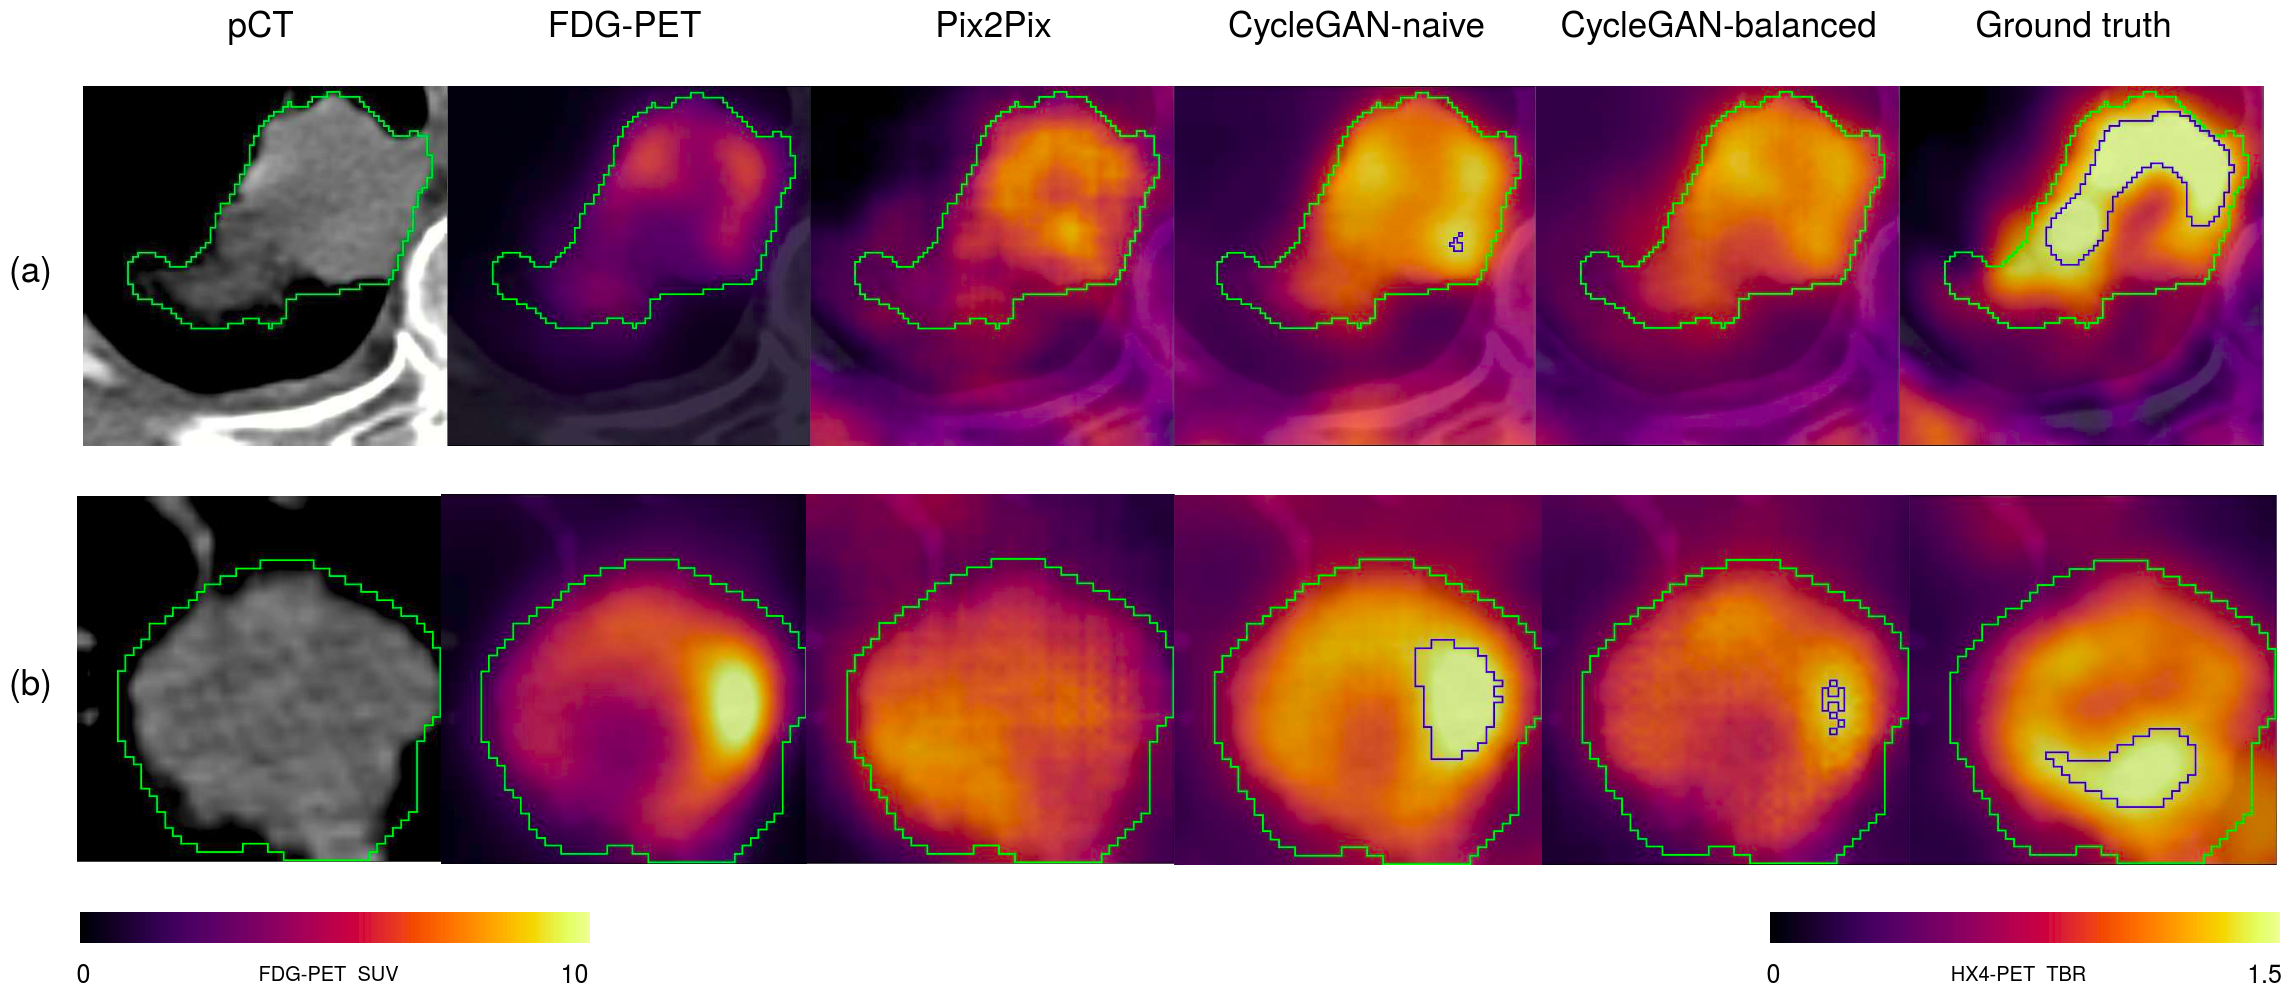 pCT FDG-PET Pix2Pix CycleGAN-naive CycleGAN-balanced Ground truth
(a)
(b)
0 FDG-PET SUV 10 0 HX4-PET TBR 1.5